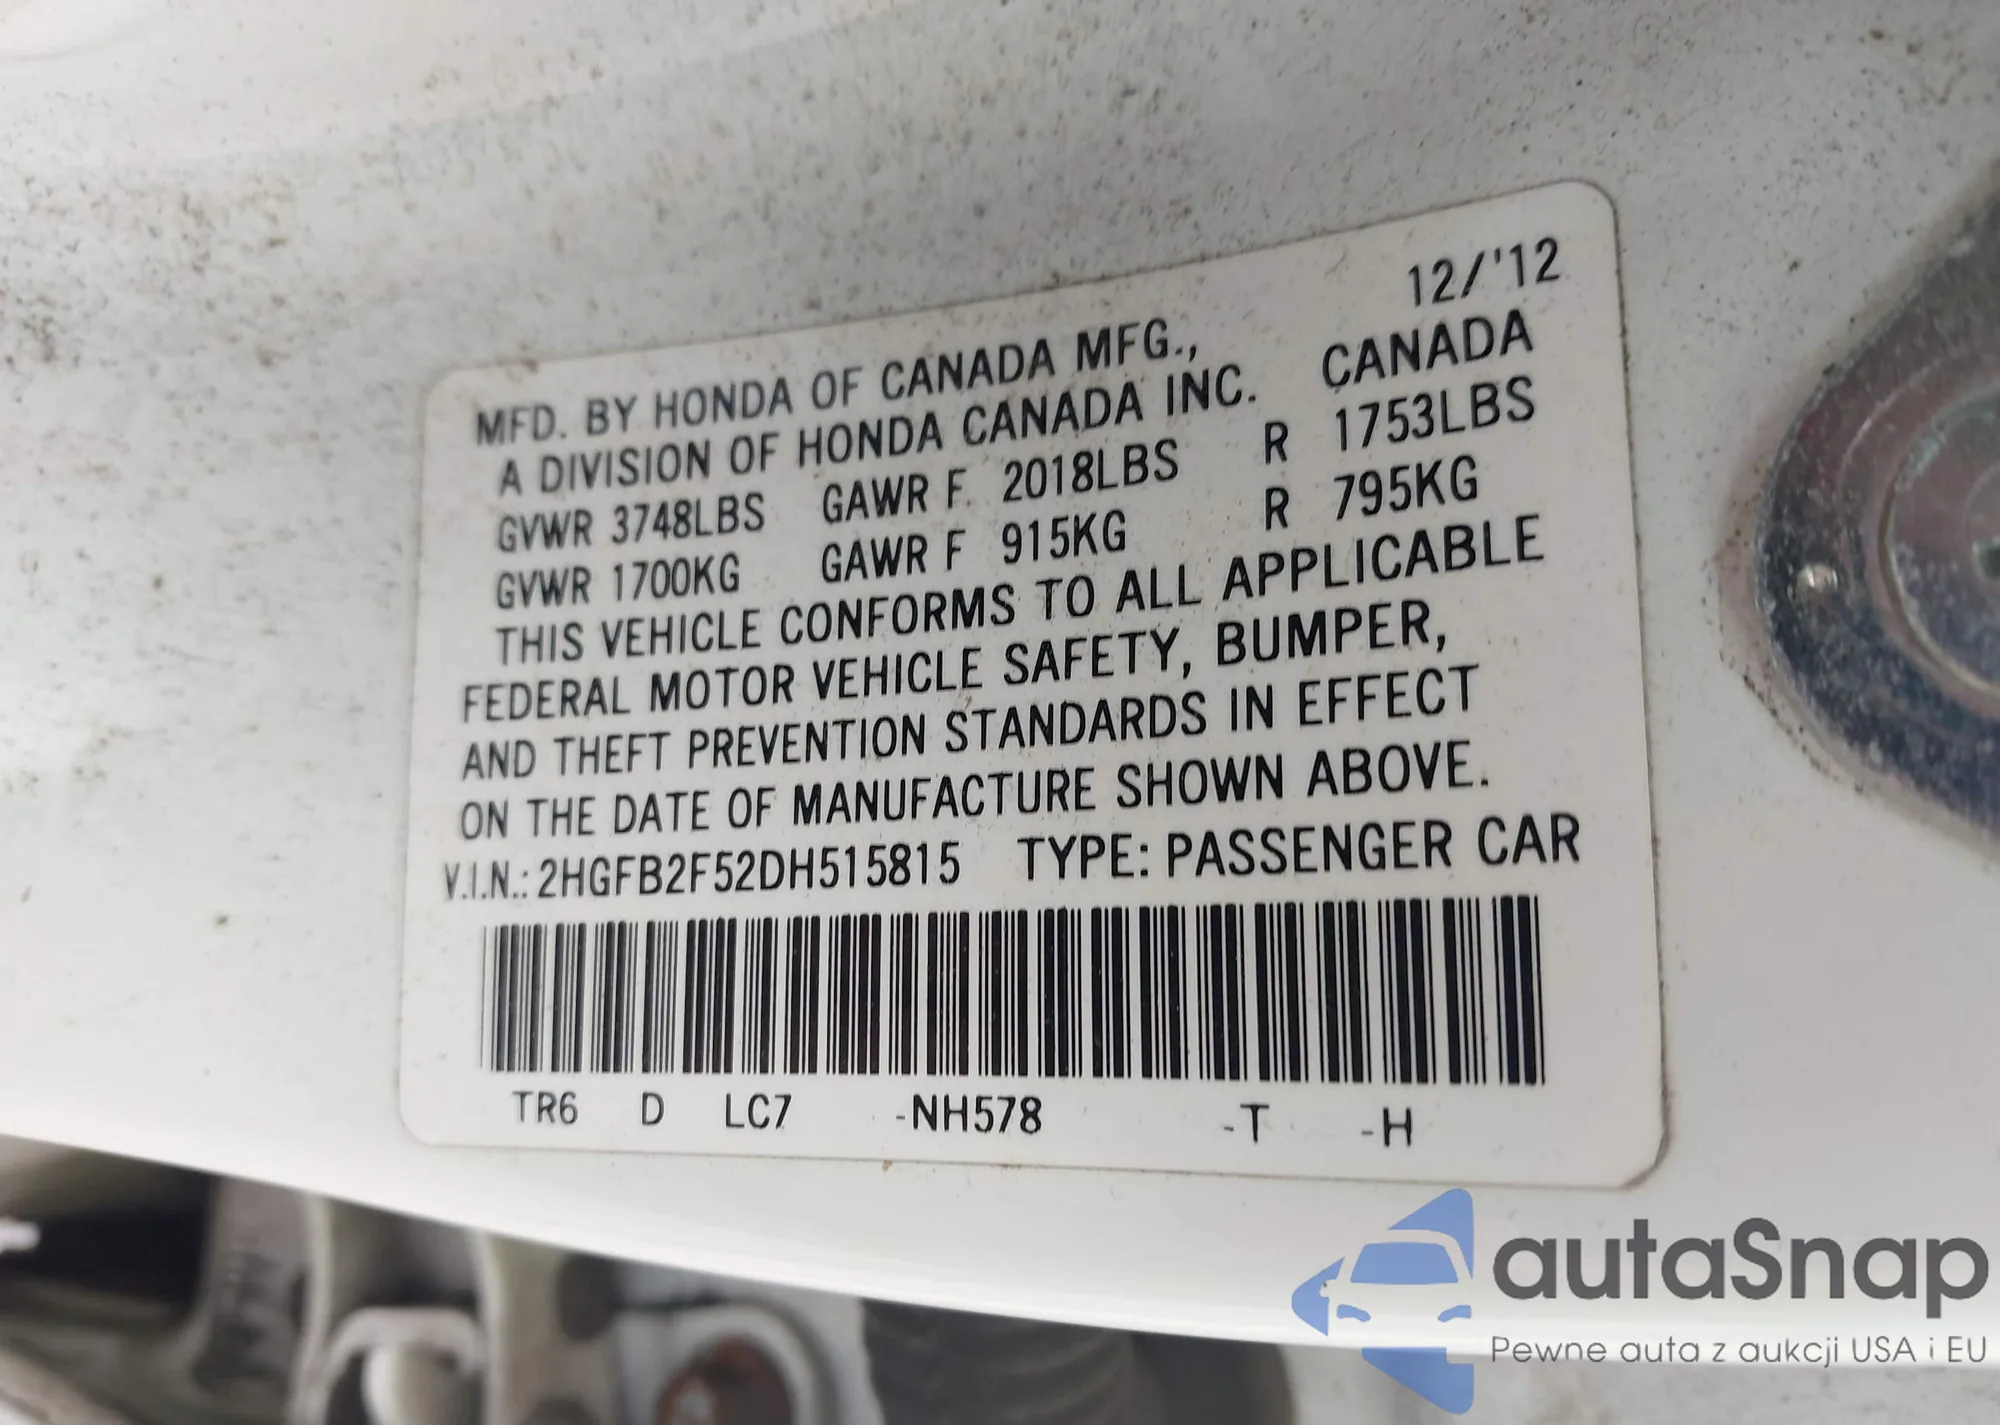 12/'12
MFD. BY HONDA OF CANADA MFG.,
A DIVISION OF HONDA CANADA INC. CANADA
GVWR 3748LBS GAWR F 2018LBS R 1753LBS
GVWR 1700KG GAWR F 915KG R 795KG
THIS VEHICLE CONFORMS TO ALL APPLICABLE
FEDERAL MOTOR VEHICLE SAFETY, BUMPER,
AND THEFT PREVENTION STANDARDS IN EFFECT
ON THE DATE OF MANUFACTURE SHOWN ABOVE.
V.I.N.: 2HGFB2F52DH515815 TYPE: PASSENGER CAR
TR6 D LC7 -NH578 -T -H
autaSnap
Pewne auta z aukcji USA i EU